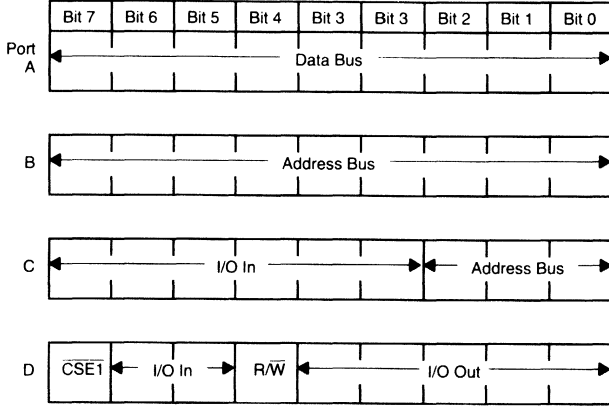 Bit 7 Bit 6 Bit 5 Bit 4 Bit 3 Bit 3 Bit 2 Bit 1 Bit 0
Port
A Data Bus
B Address Bus
C I/O In Address Bus
D C̅S̅E̅1̅ I/O In R/W̅ I/O Out